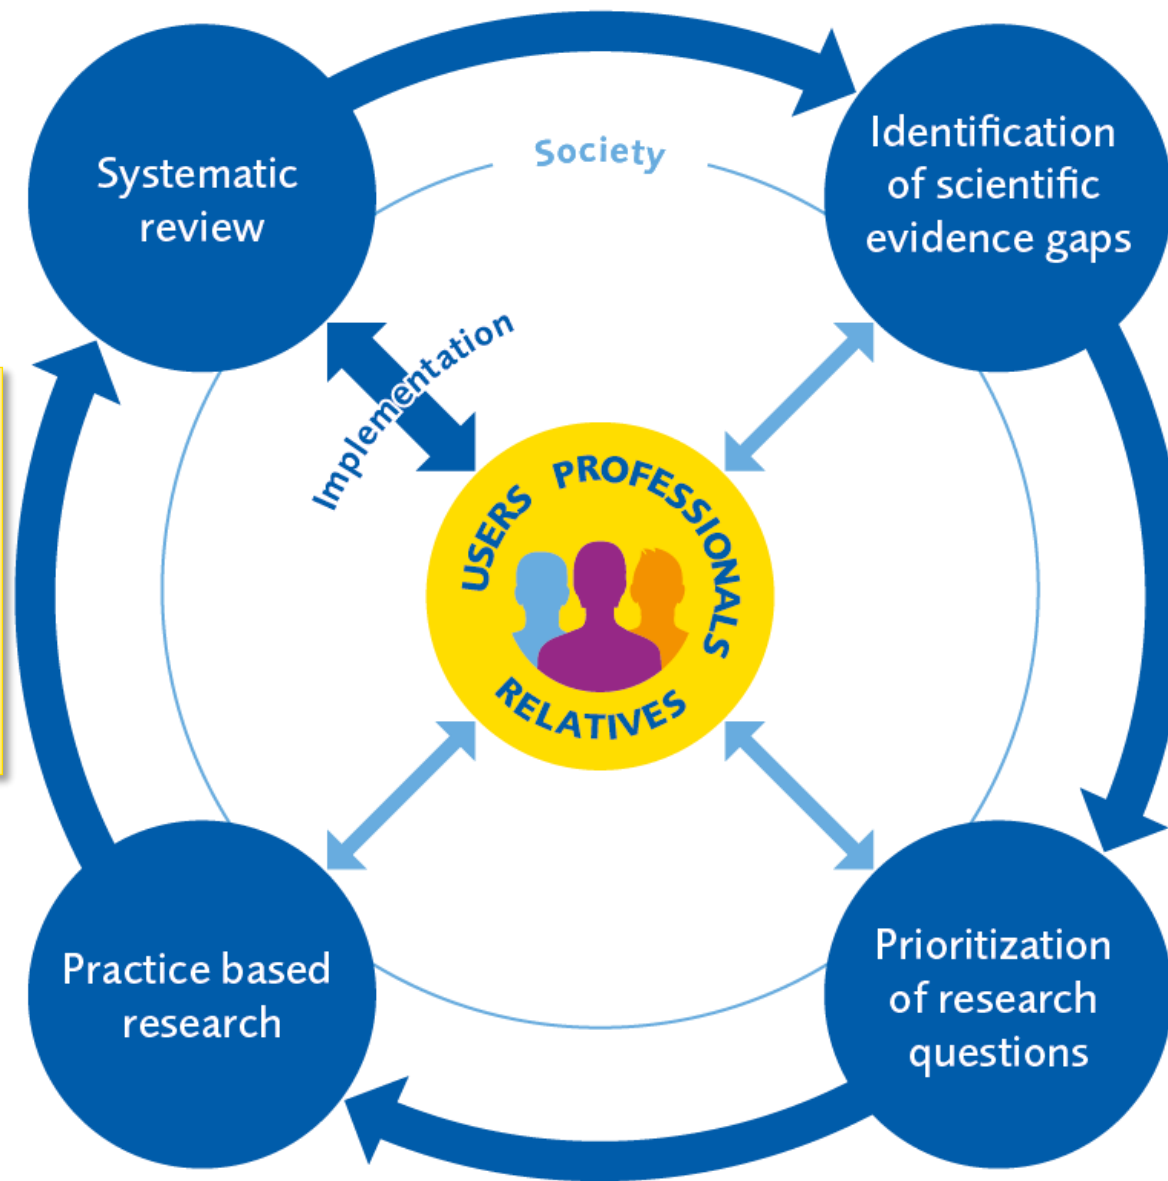 Systematic
review
Identification
of scientific
evidence gaps
Society
Implementation
USERS
PROFESSIONALS
RELATIVES
Practice based
research
Prioritization
of research
questions